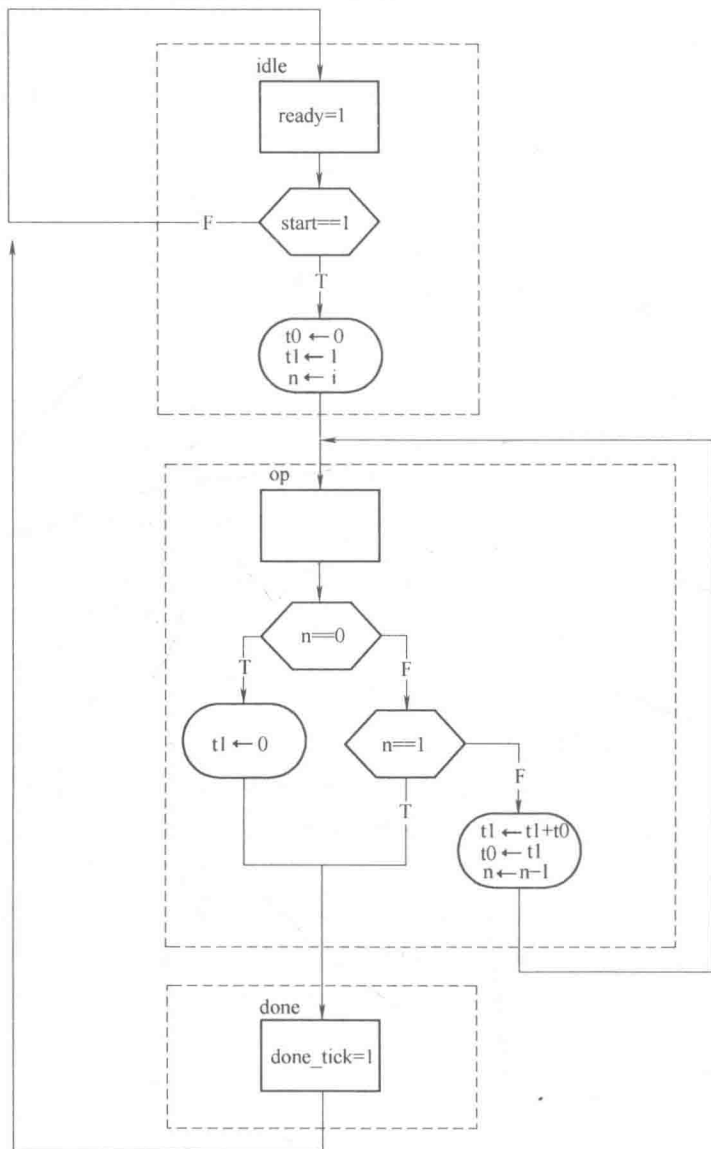 idle
ready=1
F
start==1
T
t0 ← 0
t1 ← 1
n ← i
op
n==0
T
F
t1 ← 0
n==1
F
T
t1 ← t1+t0
t0 ← t1
n ← n-1
done
done_tick=1